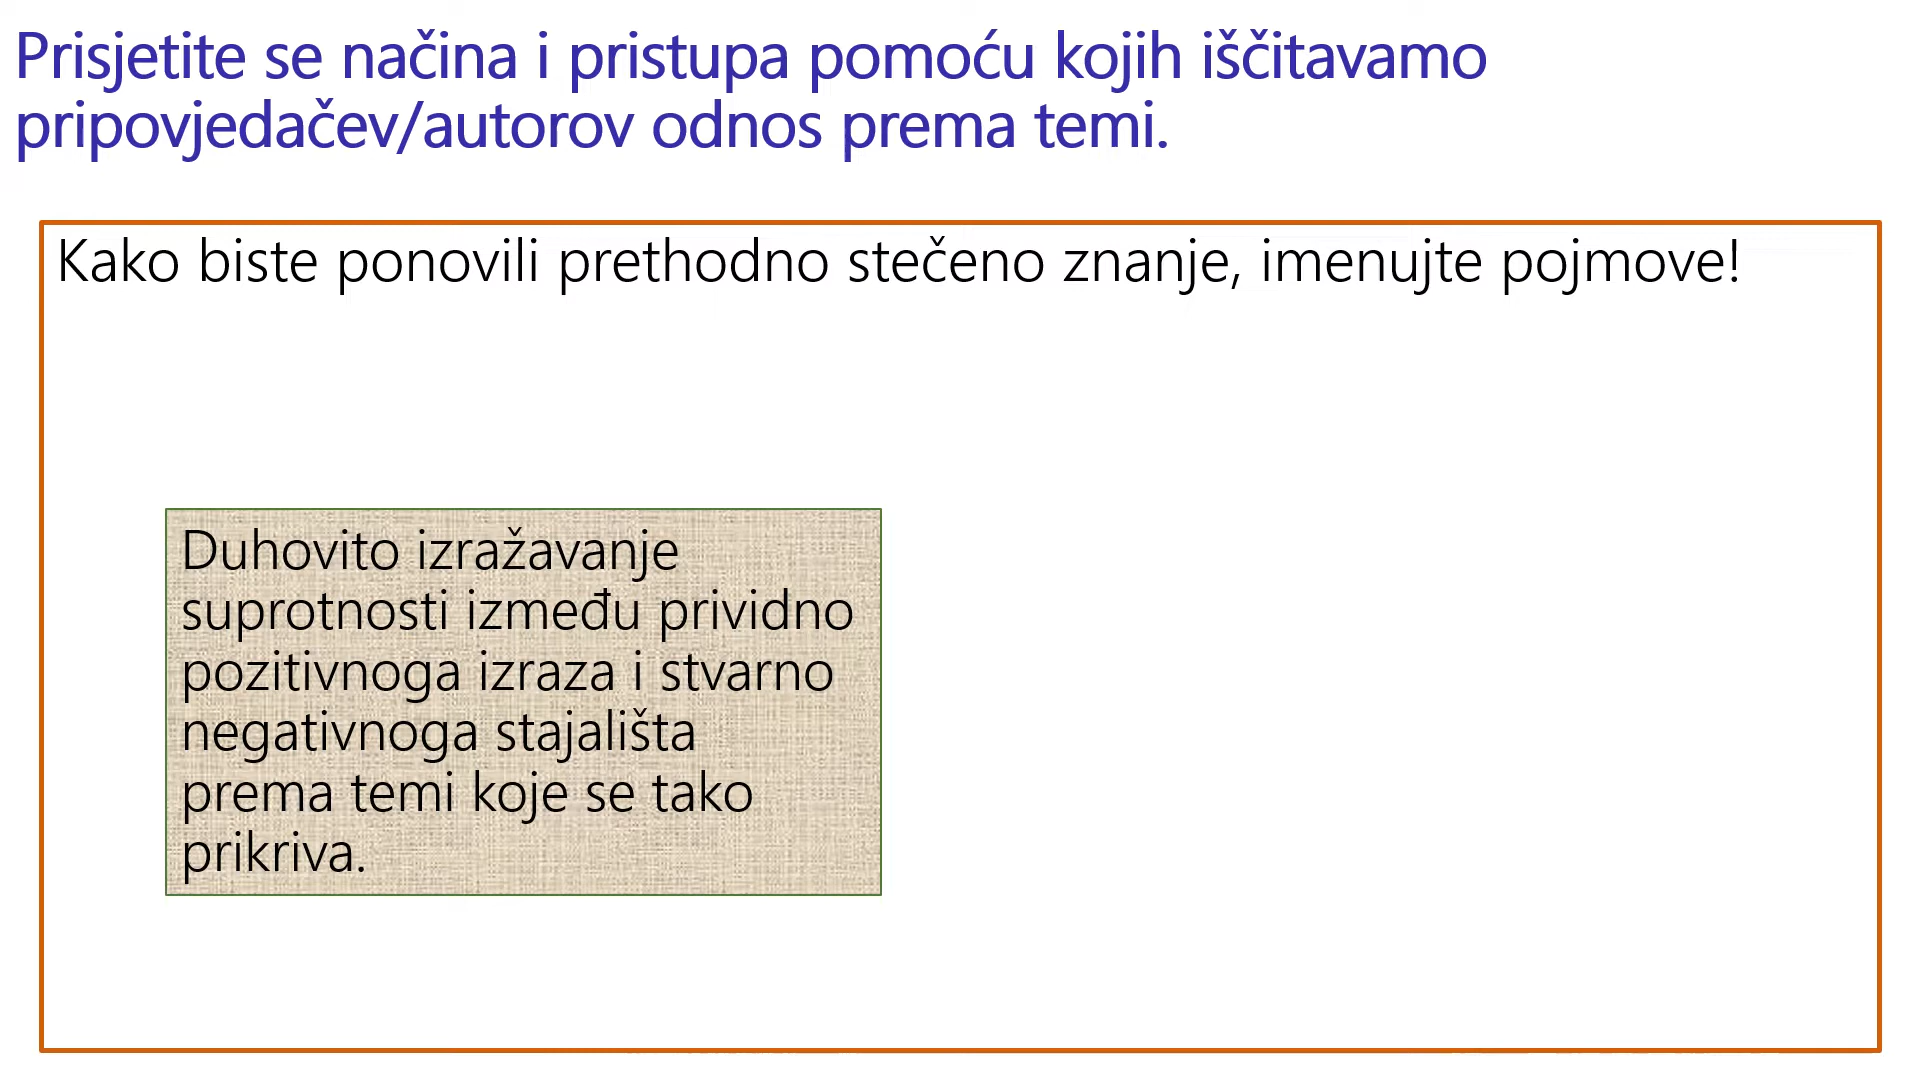 Prisjetite se načina i pristupa pomoću kojih iščitavamo
pripovjedačev/autorov odnos prema temi.
Kako biste ponovili prethodno stečeno znanje, imenujte pojmove!
Duhovito izražavanje
suprotnosti između prividno
pozitivnoga izraza i stvarno
negativnoga stajališta
prema temi koje se tako
prikriva.